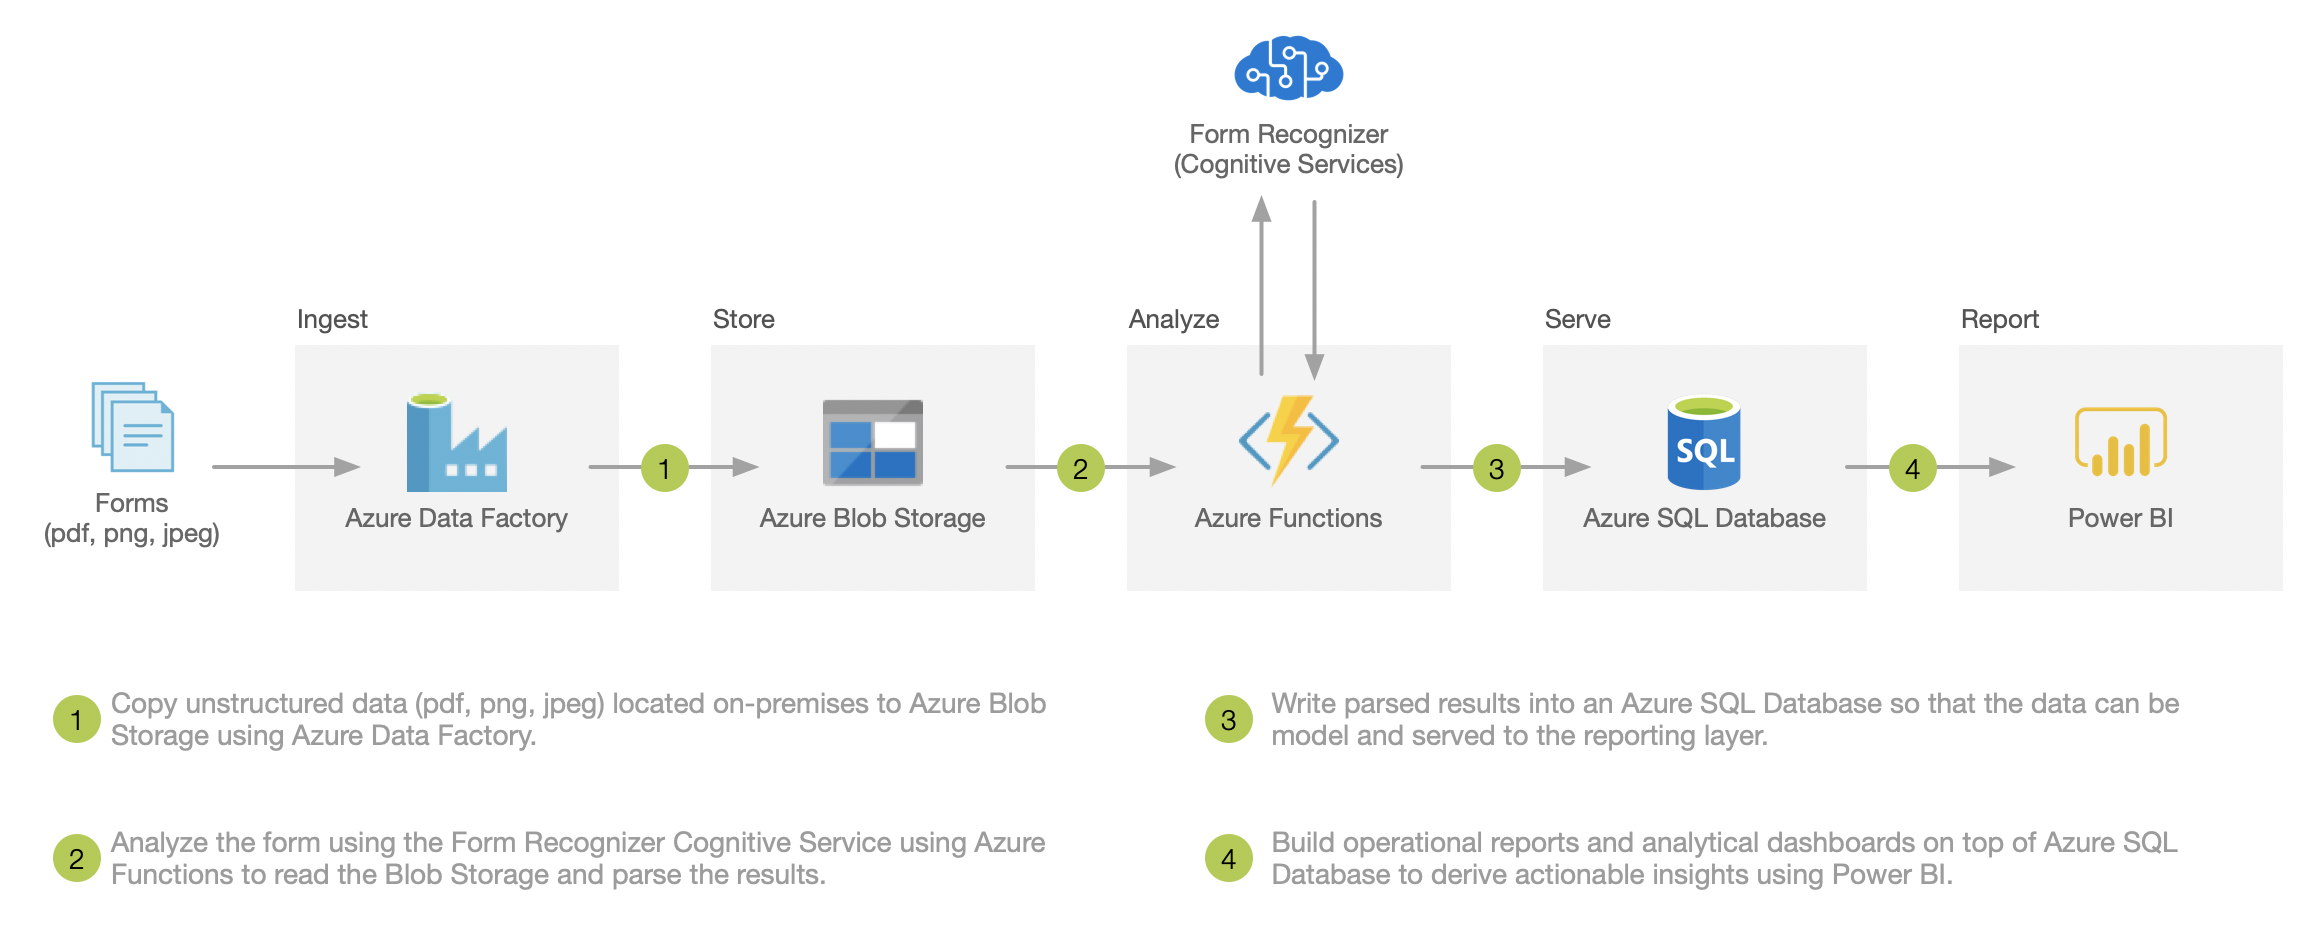 Form Recognizer
(Cognitive Services)
Ingest
Store
Analyze
Serve
Report
Forms
(pdf, png, jpeg)
Azure Data Factory
1
Azure Blob Storage
2
Azure Functions
3
SQL
Azure SQL Database
4
Power BI
1
Copy unstructured data (pdf, png, jpeg) located on-premises to Azure Blob
Storage using Azure Data Factory.
2
Analyze the form using the Form Recognizer Cognitive Service using Azure
Functions to read the Blob Storage and parse the results.
3
Write parsed results into an Azure SQL Database so that the data can be
model and served to the reporting layer.
4
Build operational reports and analytical dashboards on top of Azure SQL
Database to derive actionable insights using Power BI.